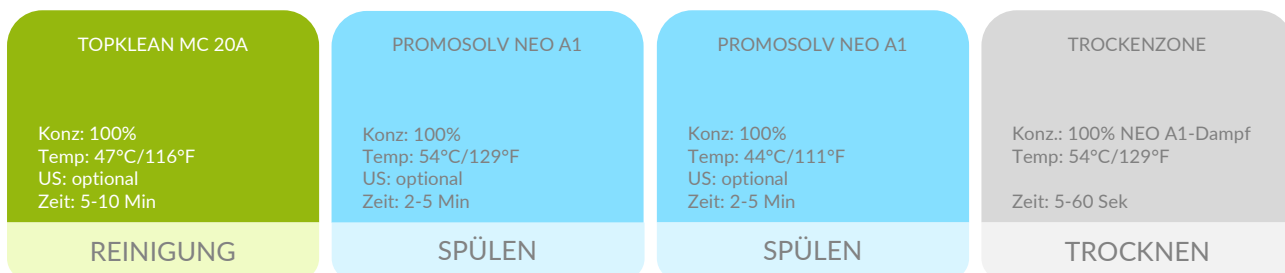 TOPKLEAN MC 20A
Konz: 100%
Temp: 47°C/116°F
US: optional
Zeit: 5-10 Min
REINIGUNG
PROMOSOLV NEO A1
Konz: 100%
Temp: 54°C/129°F
US: optional
Zeit: 2-5 Min
SPÜLEN
PROMOSOLV NEO A1
Konz: 100%
Temp: 44°C/111°F
US: optional
Zeit: 2-5 Min
SPÜLEN
TROCKENZONE
Konz.: 100% NEO A1-Dampf
Temp: 54°C/129°F
Zeit: 5-60 Sek
TROCKNEN